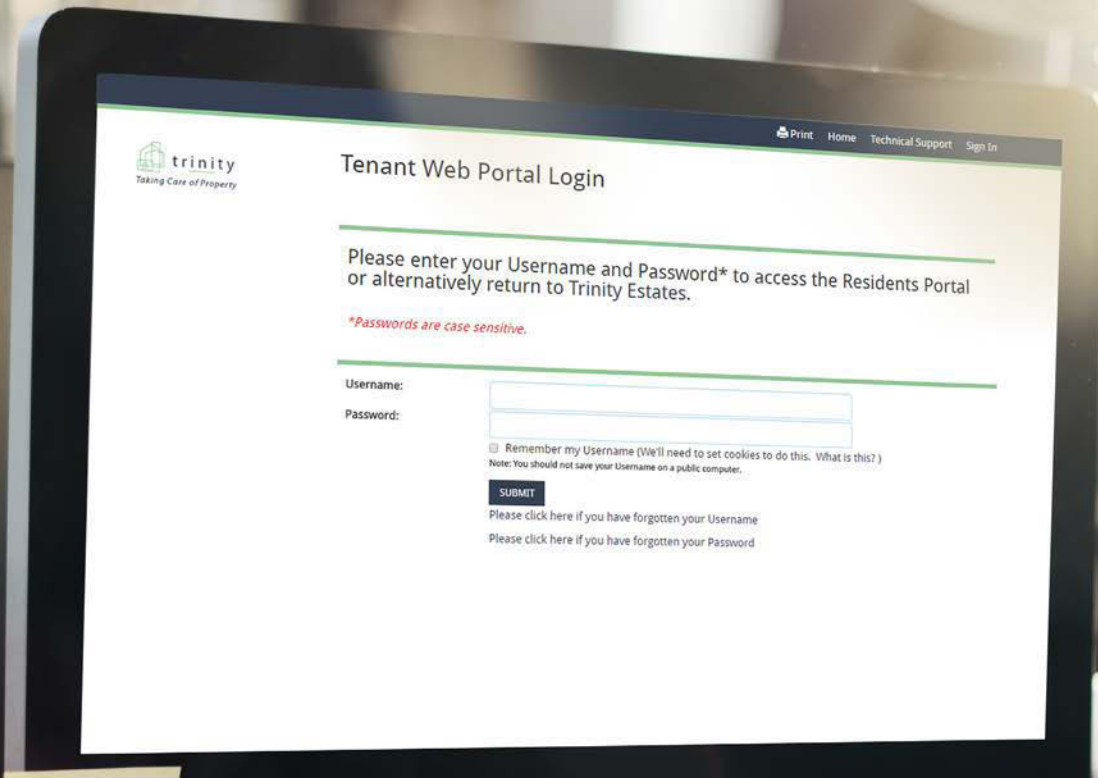 Print Home Technical Support Sign In
trinity
Taking Care of Property
Tenant Web Portal Login
Please enter your Username and Password* to access the Residents Portal
or alternatively return to Trinity Estates.
*Passwords are case sensitive.
Username:
Password:
Remember my Username (We'll need to set cookies to do this. What is this? )
Note: You should not save your Username on a public computer.
SUBMIT
Please click here if you have forgotten your Username
Please click here if you have forgotten your Password